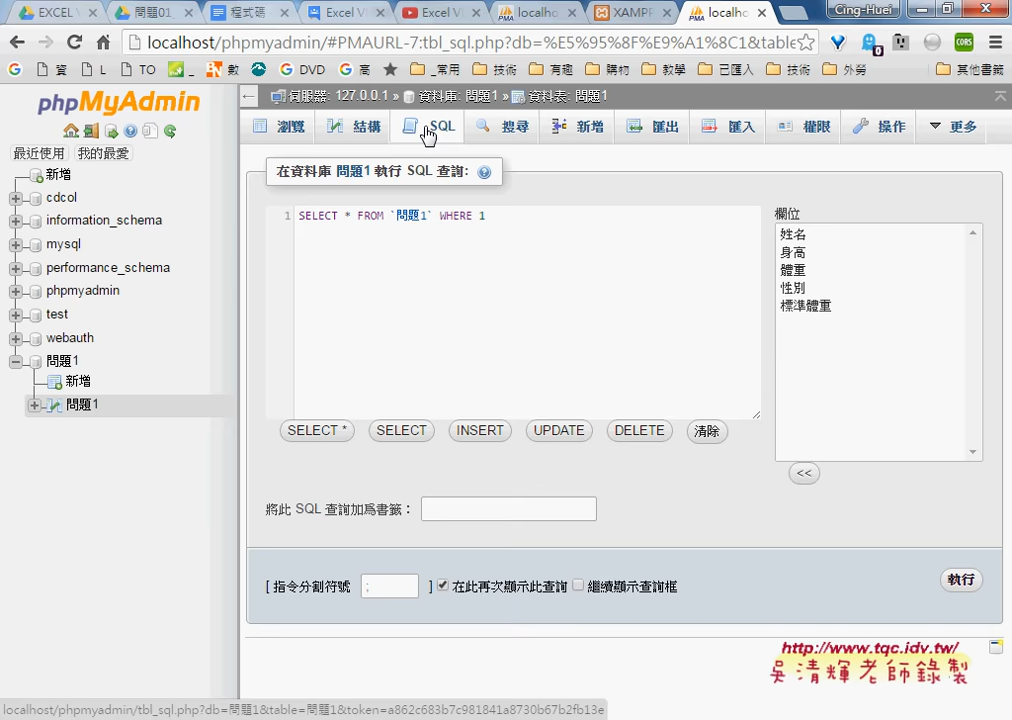 EXCEL V
問題01
程式碼
Excel VI
Excel VI
localho
XAMPP
localho
Cing-Huei
localhost/phpmyadmin/#PMAURL-7:tbl_sql.php?db=%E5%95%8F%E9%A1%8C1&table
資 L TO _ 數 DVD 高 _常用 技術 有趣 購物 教學 已匯入 技術 外勞 其他書籤
phpMyAdmin
伺服器: 127.0.0.1 » 資料庫: 問題1 » 資料表: 問題1
瀏覽 結構 SQL 搜尋 新增 匯出 匯入 權限 操作 更多
最近使用 我的最愛
新增
cdcol
information_schema
mysql
performance_schema
phpmyadmin
test
webauth
問題1
新增
問題1
在資料庫 問題1 執行 SQL 查詢:
1 SELECT * FROM `問題1` WHERE 1
欄位
姓名
身高
體重
性別
標準體重
SELECT * SELECT INSERT UPDATE DELETE 清除
<<
將此 SQL 查詢加為書籤：
[ 指令分割符號 ; ] 在此再次顯示此查詢 繼續顯示查詢框
執行
http://www.tqc.idv.tw/
吳清輝老師錄製
localhost/phpmyadmin/tbl_sql.php?db=問題1&table=問題1&token=a862c683b7c981841a8730b67b2fb13e